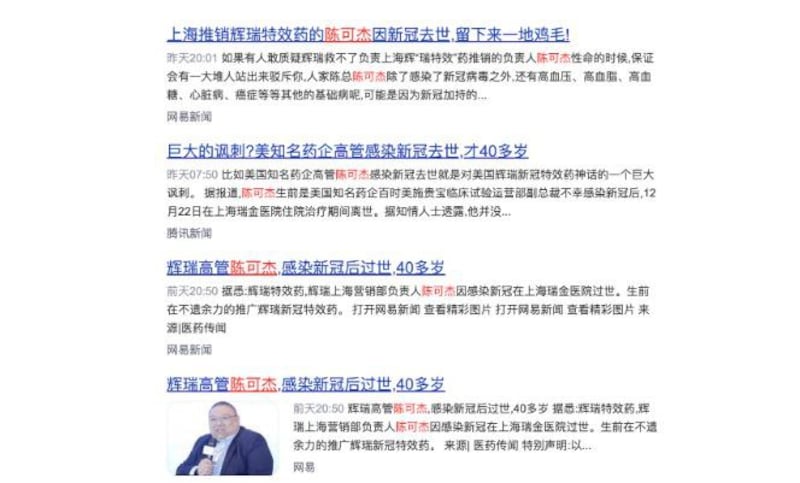 上海推销辉瑞特效药的陈可杰因新冠去世,留下来一地鸡毛!
昨天20:01 如果有人敢质疑辉瑞救不了负责上海辉“瑞特效”药推销的负责人陈可杰性命的时候,保证
会有一大堆人站出来驳斥你,人家陈总陈可杰除了感染了新冠病毒之外,还有高血压、高血脂、高血
糖、心脏病、癌症等等其他的基础病呢,可能是因为新冠加持的...
网易新闻
巨大的讽刺?美知名药企高管感染新冠去世,才40多岁
昨天07:50 比如美国知名药企高管陈可杰感染新冠去世就是对美国辉瑞新冠特效药神话的一个巨大
讽刺。 据报道,陈可杰生前是美国知名药企百时美施贵宝临床试验运营部副总裁不幸感染新冠后,12
月22日在上海瑞金医院住院治疗期间离世。据知情人士透露,他并没...
腾讯新闻
辉瑞高管陈可杰,感染新冠后过世,40多岁
前天20:50 据悉:辉瑞特效药,辉瑞上海营销部负责人陈可杰因感染新冠在上海瑞金医院过世。生前
在不遗余力的推广辉瑞新冠特效药。 打开网易新闻 查看精彩图片 打开网易新闻 查看精彩图片 来
源|医药传闻
网易新闻
辉瑞高管陈可杰,感染新冠后过世,40多岁
前天20:50 辉瑞高管陈可杰,感染新冠后过世,40多岁 据悉:辉瑞特效药,辉
瑞上海营销部负责人陈可杰因感染新冠在上海瑞金医院过世。生前在不遗
余力的推广辉瑞新冠特效药。 来源| 医药传闻 特别声明:以...
网易